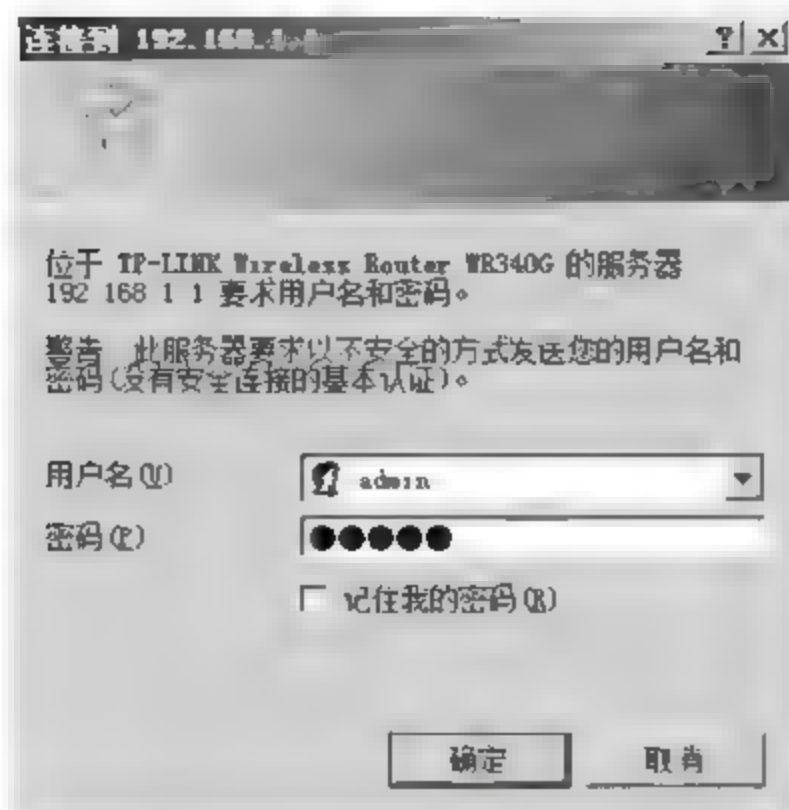 连接到 192.168.1.1
位于 TP-LINK Wireless Router WR340G 的服务器
192 168 1 1 要求用户名和密码。
警告 此服务器要求以不安全的方式发送您的用户名和
密码(没有安全连接的基本认证)。
用户名(U)
admin
密码(P)
记住我的密码(R)
确定
取消